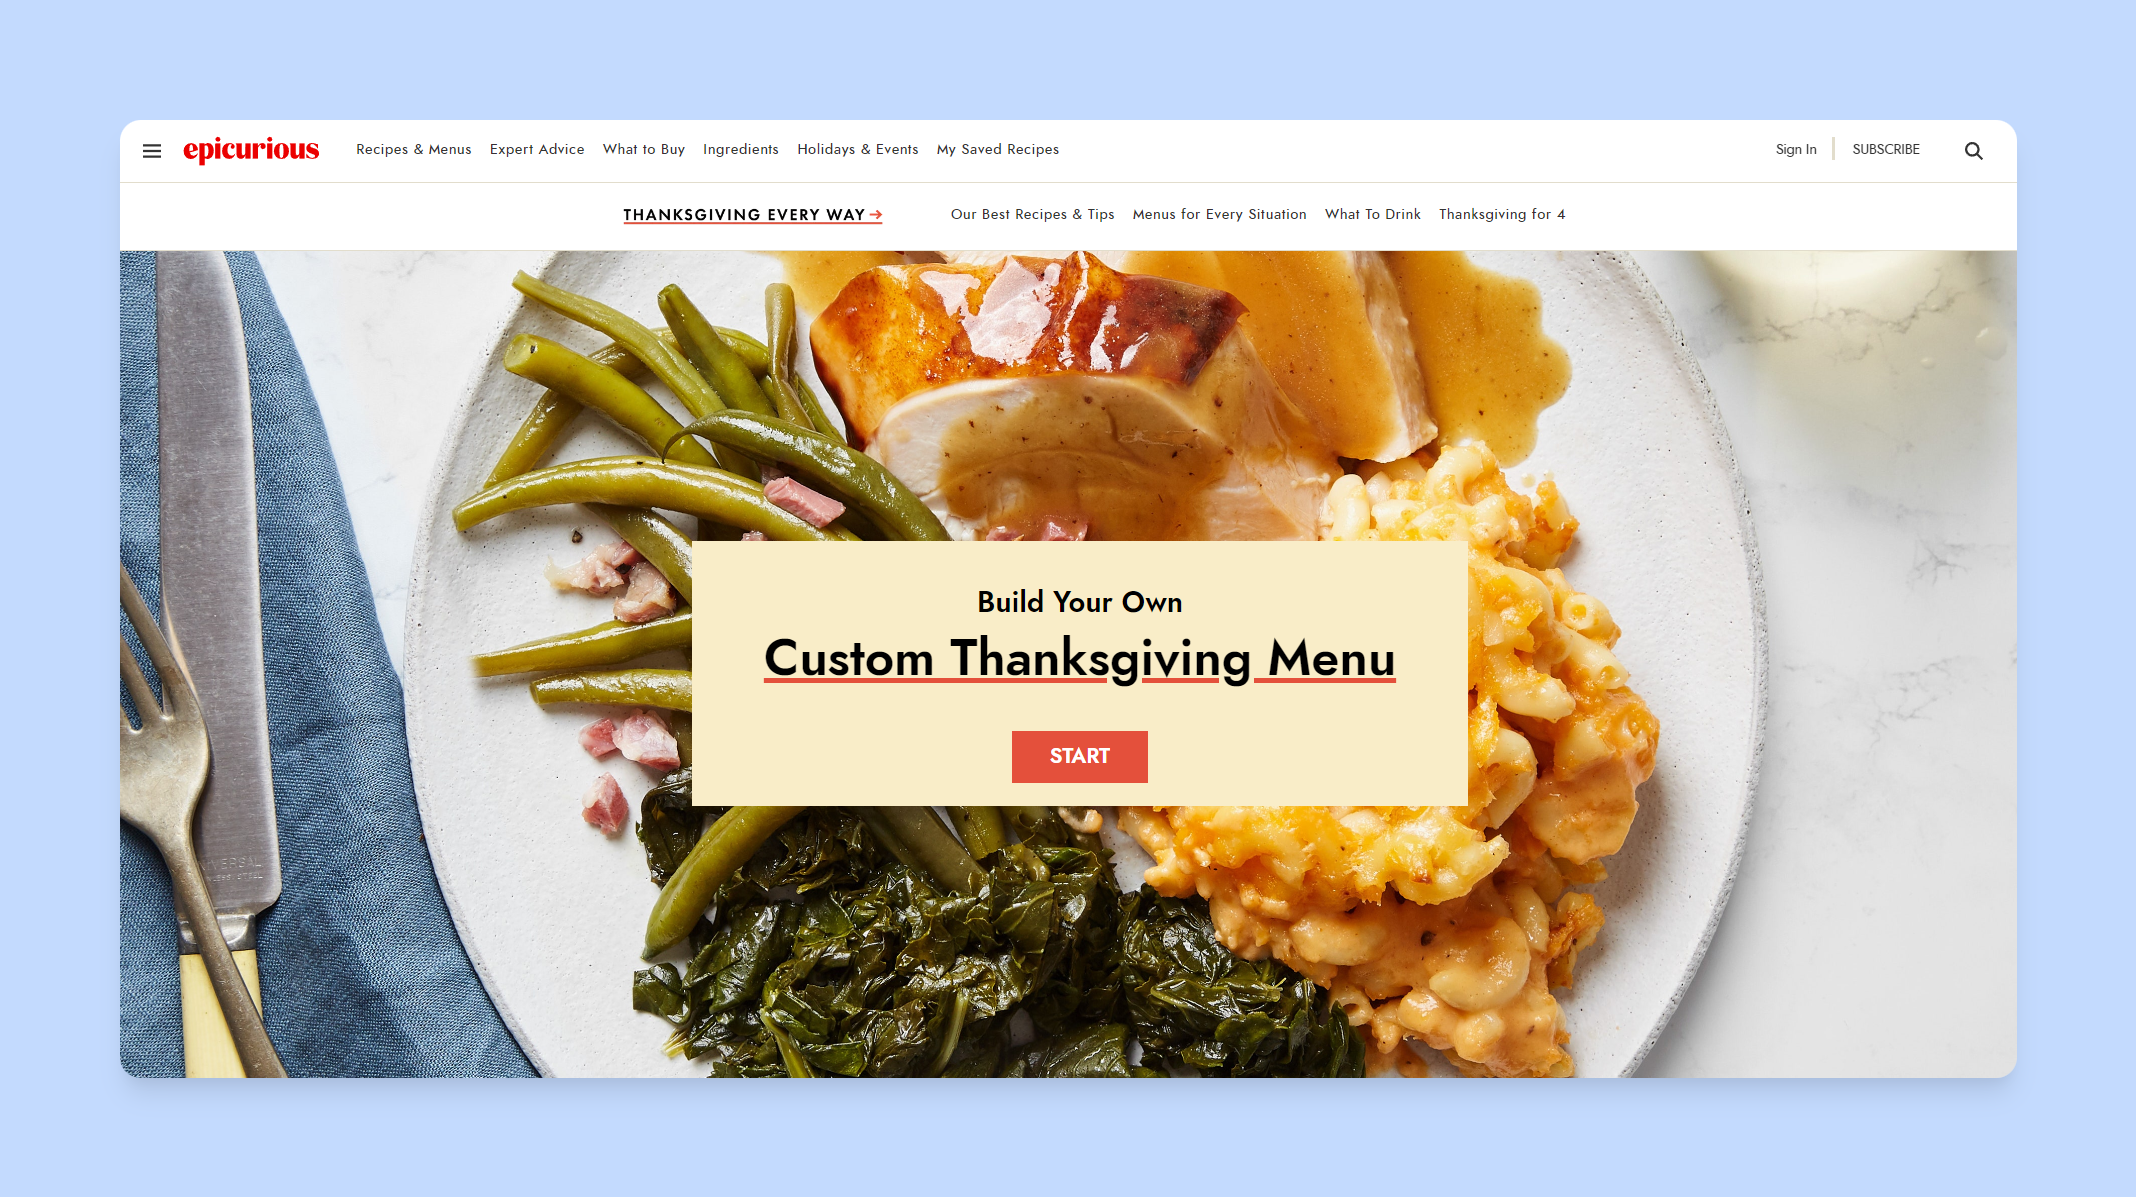 epicurious Recipes & Menus Expert Advice What to Buy Ingredients Holidays & Events My Saved Recipes Sign In SUBSCRIBE
THANKSGIVING EVERY WAY → Our Best Recipes & Tips Menus for Every Situation What To Drink Thanksgiving for 4
Build Your Own
Custom Thanksgiving Menu
START